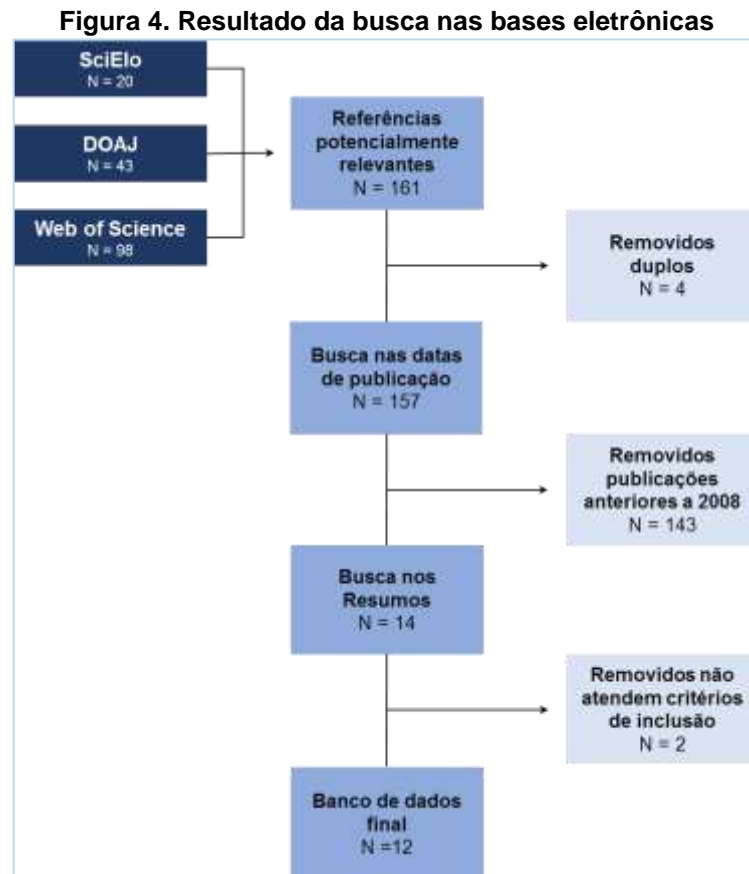 Figura 4. Resultado da busca nas bases eletrônicas
SciElo
N = 20
DOAJ
N = 43
Web of Science
N = 98
Referências
potencialmente
relevantes
N = 161
Removidos
duplos
N = 4
Busca nas datas
de publicação
N = 157
Removidos
publicações
anteriores a 2008
N = 143
Busca nos
Resumos
N = 14
Removidos não
atendem critérios
de inclusão
N = 2
Banco de dados
final
N =12